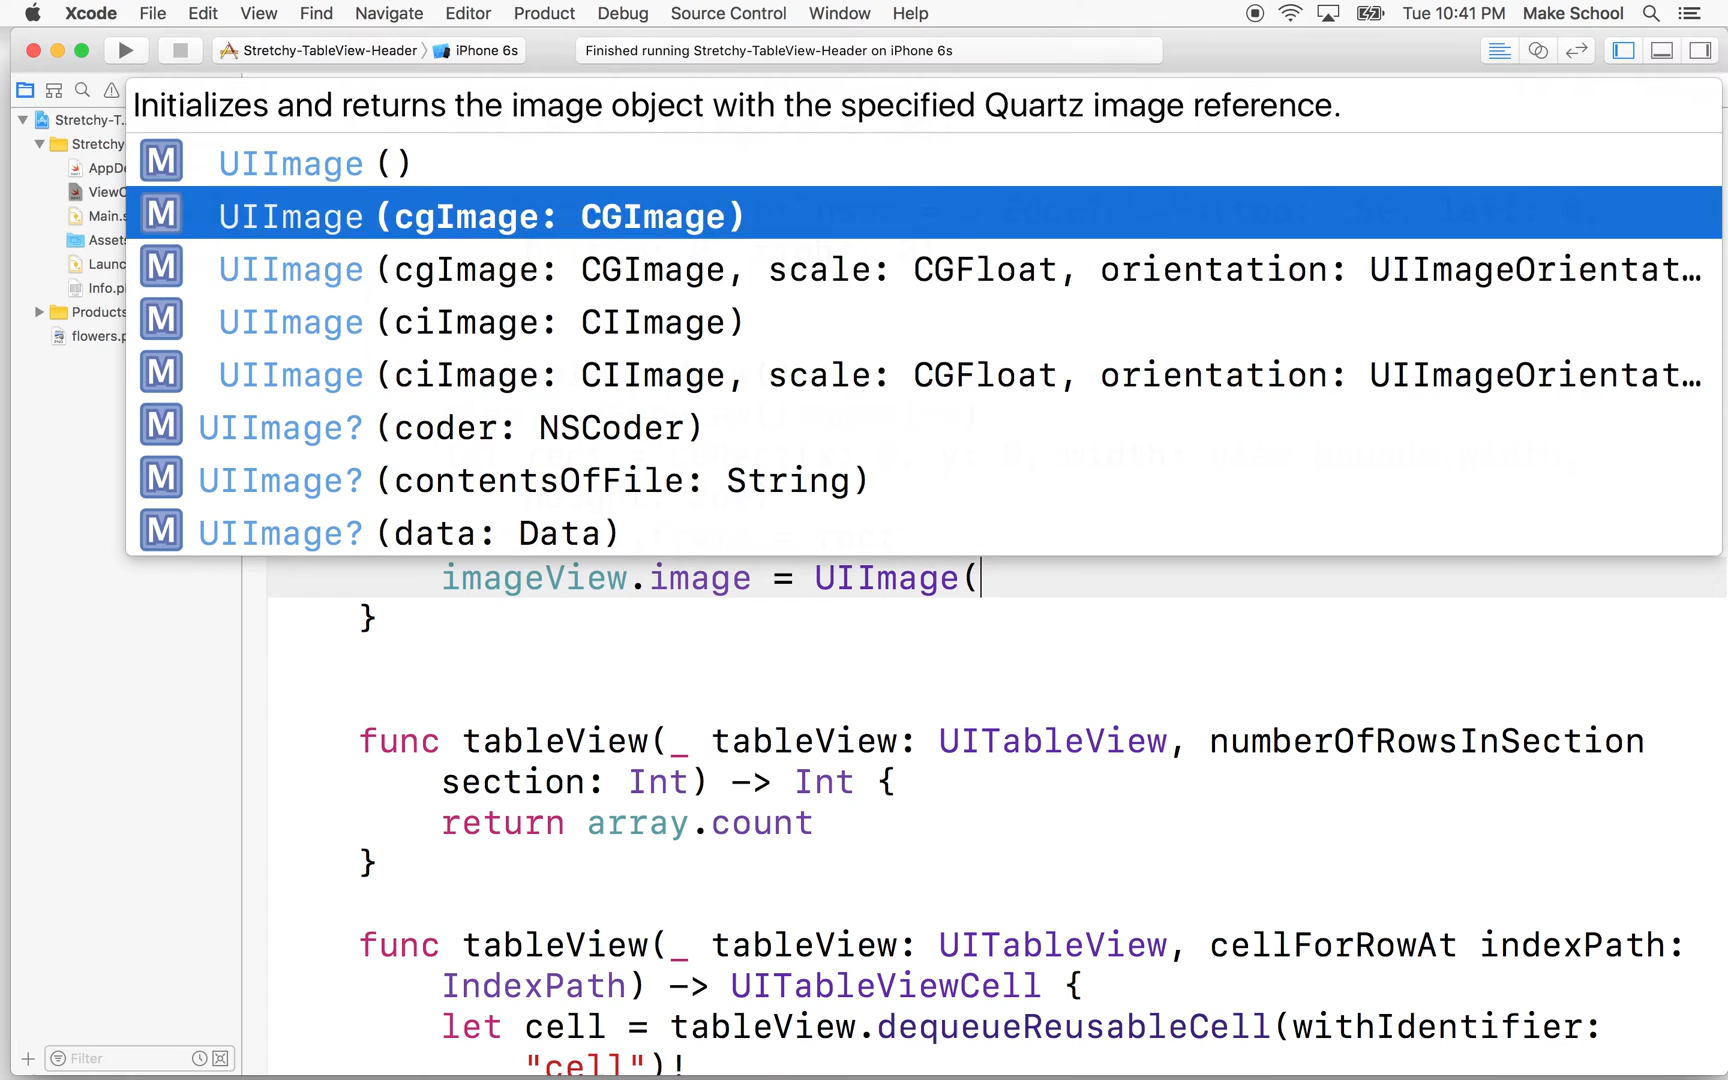 Xcode File Edit View Find Navigate Editor Product Debug Source Control Window Help Tue 10:41 PM Make School
Stretchy-TableView-Header iPhone 6s Finished running Stretchy-TableView-Header on iPhone 6s
Initializes and returns the image object with the specified Quartz image reference.
Stretchy-T...
Stretchy
AppDe
ViewC
Main.s
Assets
Launc
Info.p
Products
flowers.p
M UIImage ()
M UIImage (cgImage: CGImage)
M UIImage (cgImage: CGImage, scale: CGFloat, orientation: UIImageOrientat...
M UIImage (ciImage: CIImage)
M UIImage (ciImage: CIImage, scale: CGFloat, orientation: UIImageOrientat...
M UIImage? (coder: NSCoder)
M UIImage? (contentsOfFile: String)
M UIImage? (data: Data)
imageView.image = UIImage(
}
func tableView(_ tableView: UITableView, numberOfRowsInSection
section: Int) -> Int {
return array.count
}
func tableView(_ tableView: UITableView, cellForRowAt indexPath:
IndexPath) -> UITableViewCell {
let cell = tableView.dequeueReusableCell(withIdentifier:
"cell")!
Filter